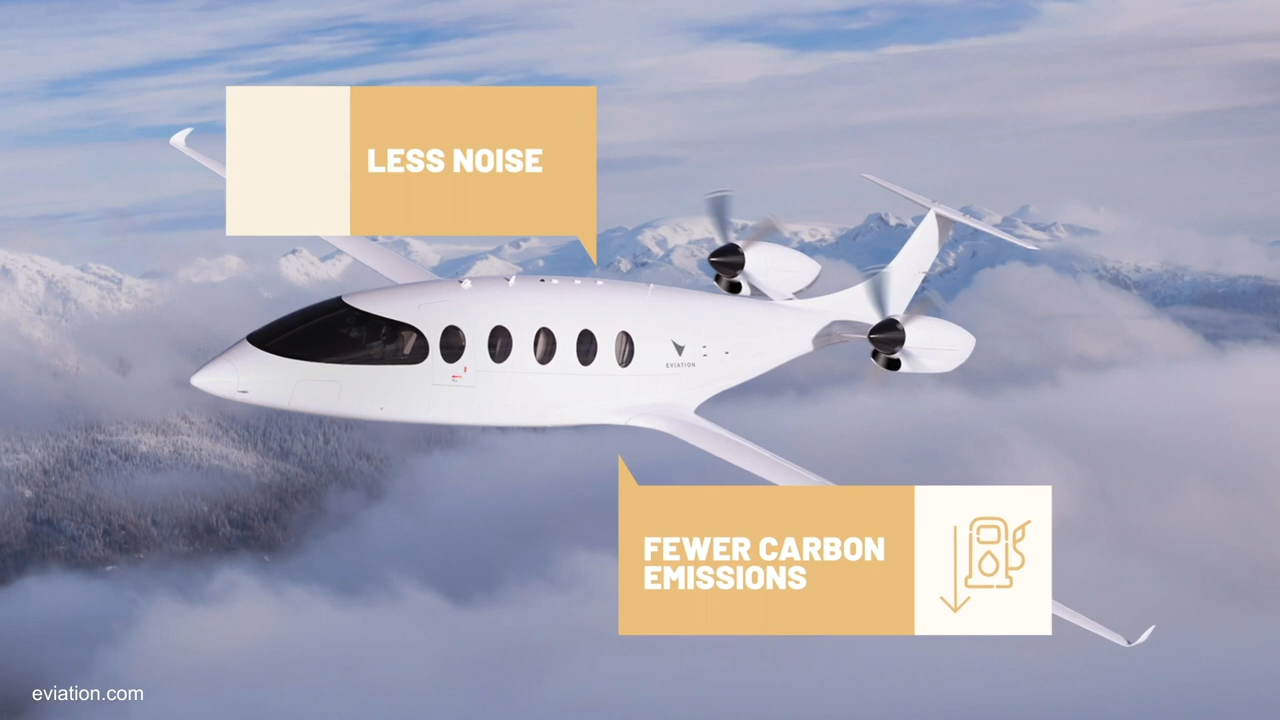 LESS NOISE
EVIATION
FEWER CARBON
EMISSIONS
eviation.com